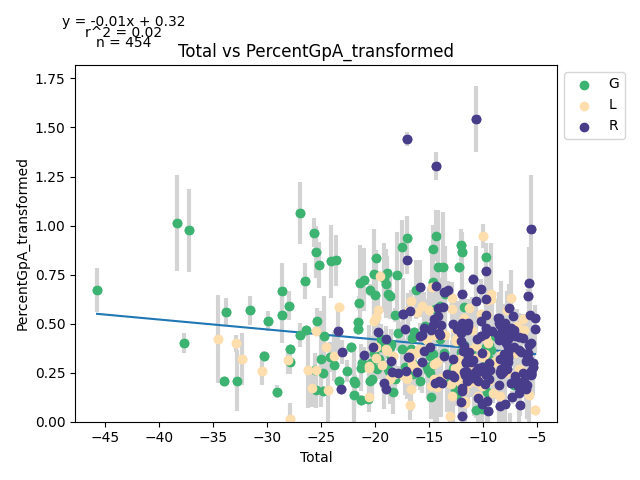 y = -0.01x + 0.32
r^2 = 0.02
n = 454
Total vs PercentGpA_transformed
G
L
R
1.75
1.50
1.25
1.00
0.75
0.50
0.25
0.00
PercentGpA_transformed
−45
−40
−35
−30
−25
−20
−15
−10
−5
Total